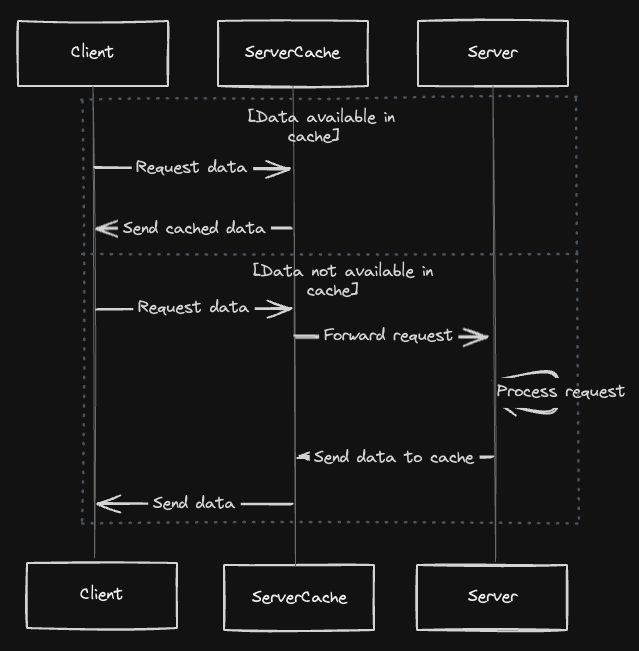 Client
ServerCache
Server
[Data available in
cache]
Request data
Send cached data
[Data not available in
cache]
Request data
Forward request
Process request
Send data to cache
Send data
Client
ServerCache
Server